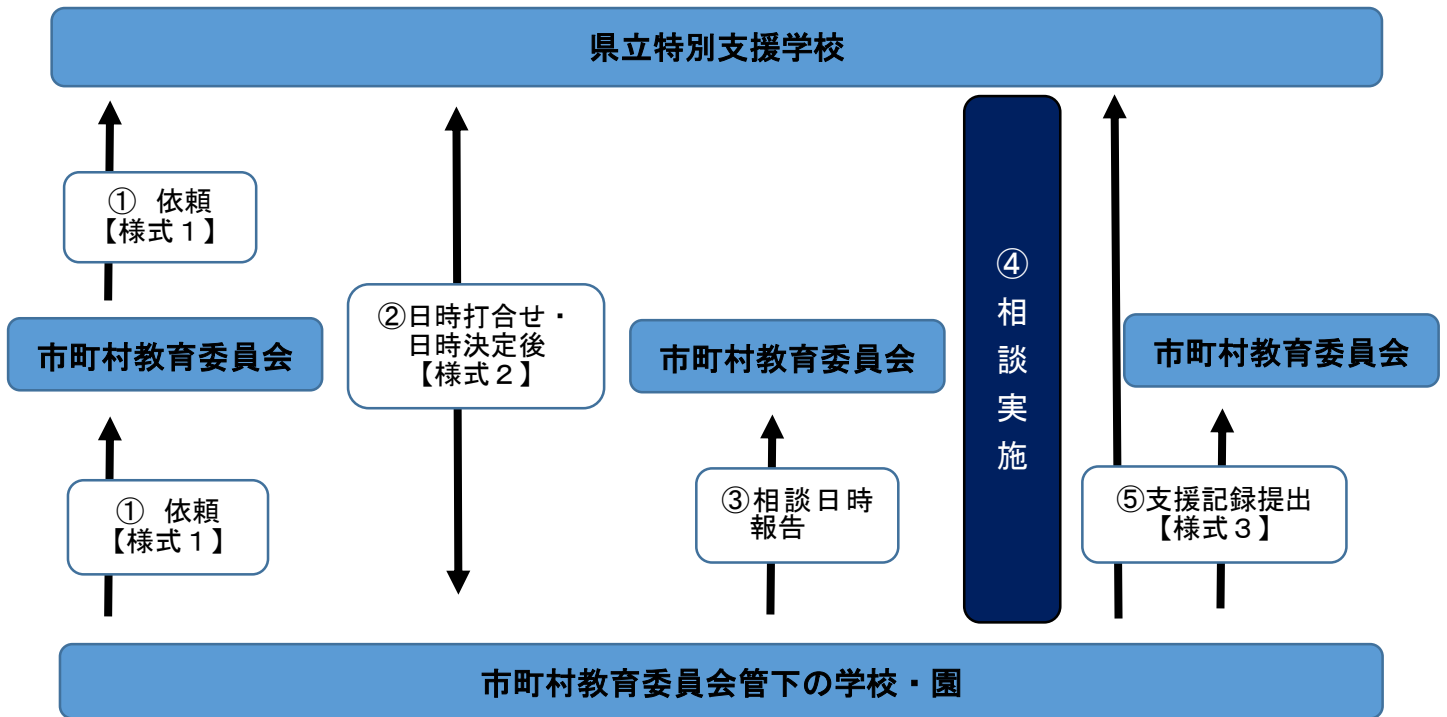 県立特別支援学校
① 依頼
【様式１】
市町村教育委員会
① 依頼
【様式１】
②日時打合せ・
日時決定後
【様式２】
市町村教育委員会
③相談日時
報告
④相談実施
市町村教育委員会
⑤支援記録提出
【様式３】
市町村教育委員会管下の学校・園